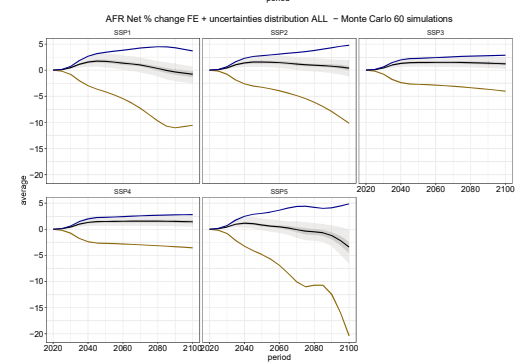 period
AFR Net % change FE + uncertainties distribution ALL − Monte Carlo 60 simulations
SSP1 SSP2 SSP3
5
0
−5
−10
−15
−20
2020 2040 2060 2080 2100
average
SSP4 SSP5
5
0
−5
−10
−15
−20
2020 2040 2060 2080 2100 2020 2040 2060 2080 2100
period